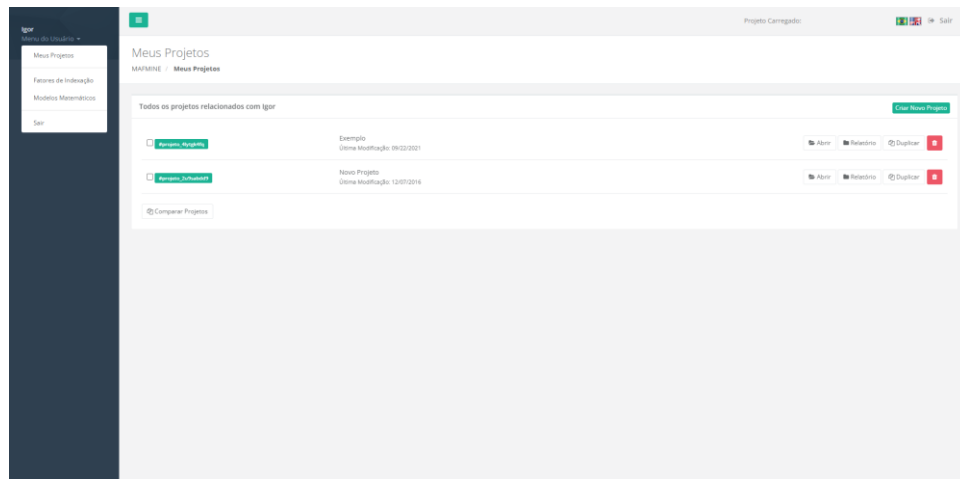 Igor
Menu do Usuário
Meus Projetos
Fatores de Indexação
Modelos Matemáticos
Sair
Projeto Carregado:
Sair
Meus Projetos
MAFMINE / Meus Projetos
Todos os projetos relacionados com Igor
Criar Novo Projeto
Exemplo
Última Modificação: 09/22/2021
Abrir Relatório Duplicar
Novo Projeto
Última Modificação: 12/07/2016
Abrir Relatório Duplicar
Comparar Projetos